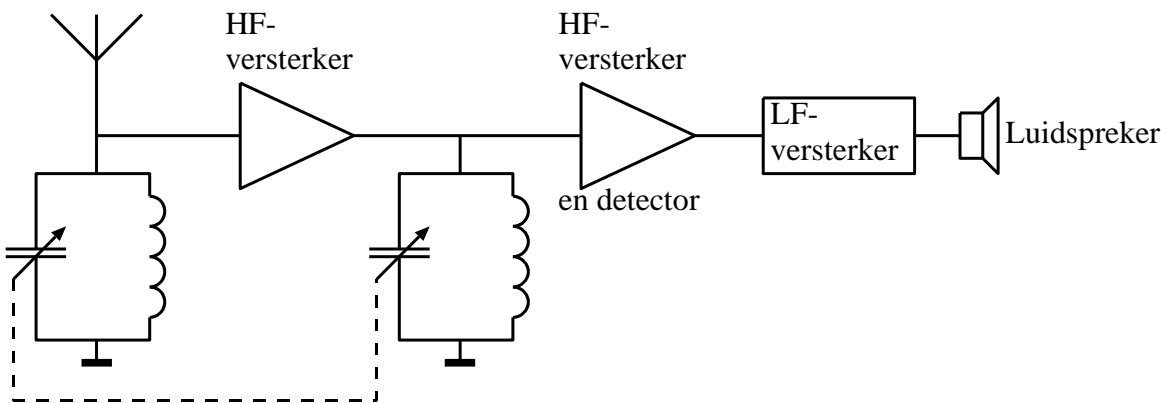 HF-
versterker
HF-
versterker
en detector
LF-
versterker
Luidspreker